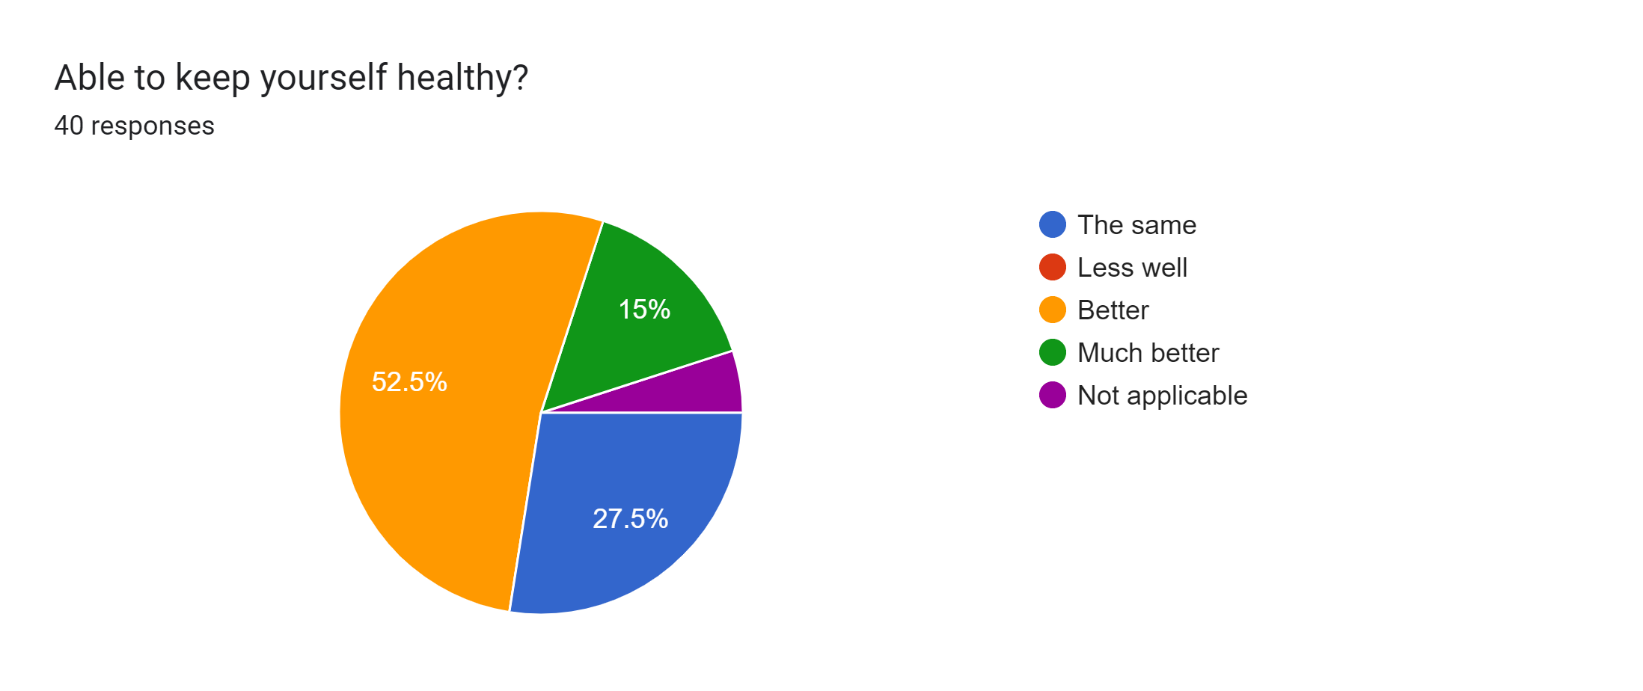 Able to keep yourself healthy?
40 responses
15%
52.5%
27.5%
The same
Less well
Better
Much better
Not applicable